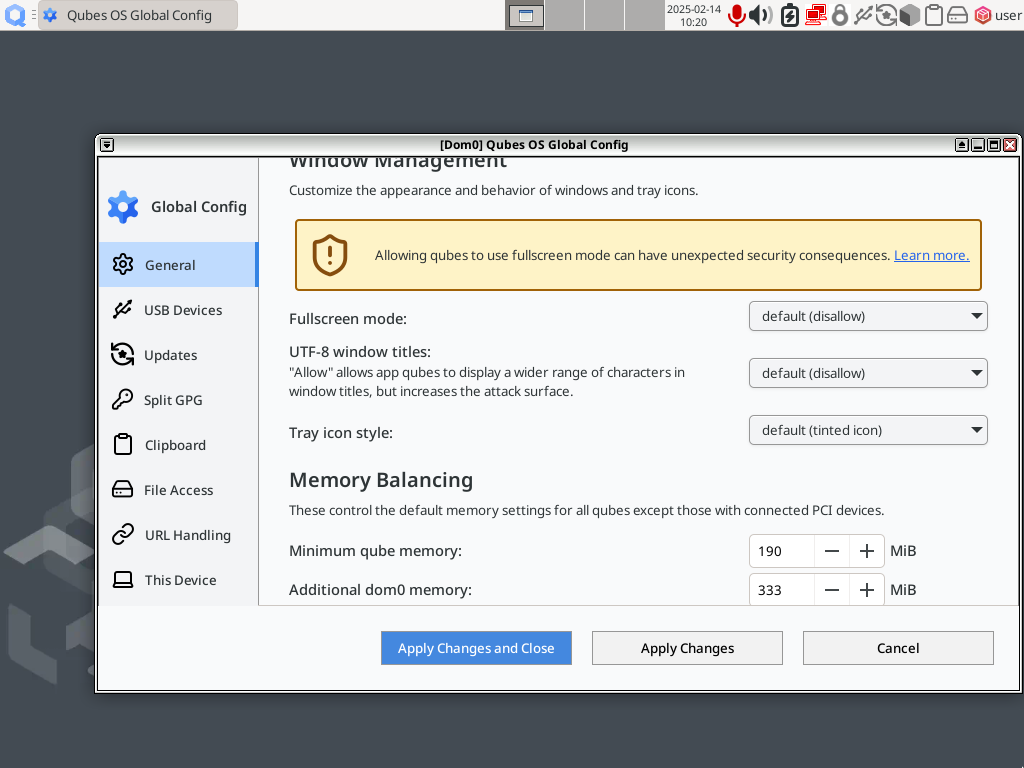 Qubes OS Global Config
2025-02-14
10:20
user
[Dom0] Qubes OS Global Config
Global Config
General
USB Devices
Updates
Split GPG
Clipboard
File Access
URL Handling
This Device
Window Management
Customize the appearance and behavior of windows and tray icons.
Allowing qubes to use fullscreen mode can have unexpected security consequences. Learn more.
Fullscreen mode:
default (disallow)
UTF-8 window titles:
"Allow" allows app qubes to display a wider range of characters in
window titles, but increases the attack surface.
default (disallow)
Tray icon style:
default (tinted icon)
Memory Balancing
These control the default memory settings for all qubes except those with connected PCI devices.
Minimum qube memory:
190 − + MiB
Additional dom0 memory:
333 − + MiB
Apply Changes and Close
Apply Changes
Cancel